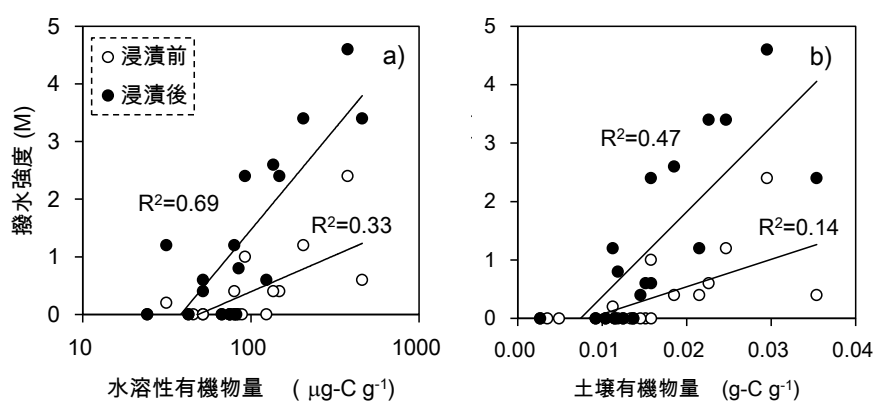 浸漬前
浸漬後
a)
R²=0.69
R²=0.33
撥水強度 (M)
5
4
3
2
1
0
10
100
1000
水溶性有機物量 ( μg-C g⁻¹)
b)
R²=0.47
R²=0.14
5
4
3
2
1
0
0.00
0.01
0.02
0.03
0.04
土壌有機物量 (g-C g⁻¹)